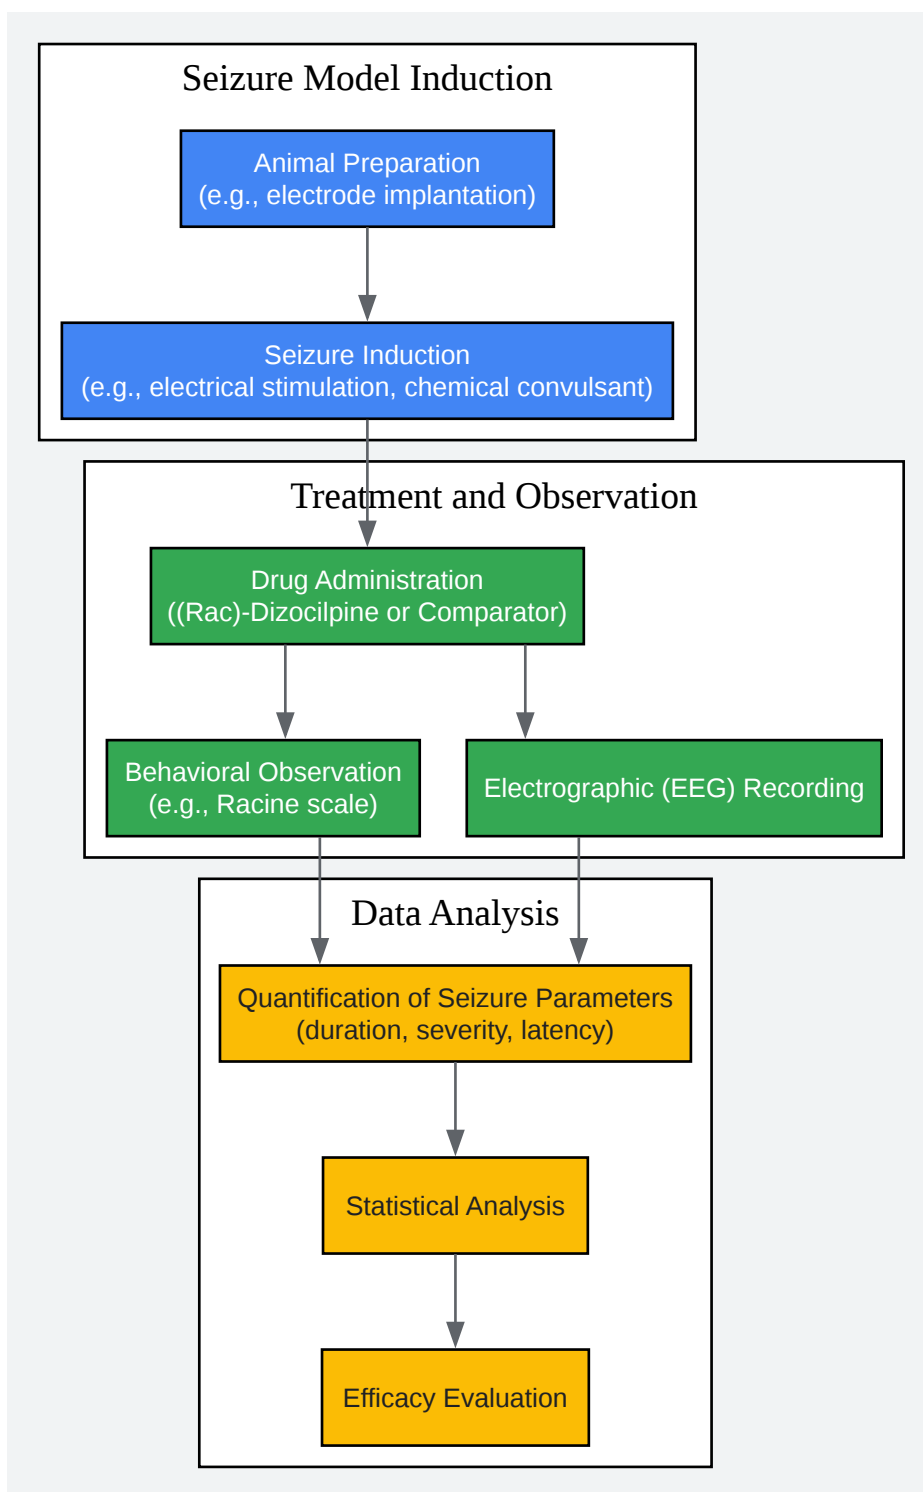 Seizure Model Induction
Animal Preparation
(e.g., electrode implantation)
Seizure Induction
(e.g., electrical stimulation, chemical convulsant)
Treatment and Observation
Drug Administration
((Rac)-Dizocilpine or Comparator)
Behavioral Observation
(e.g., Racine scale)
Electrographic (EEG) Recording
Data Analysis
Quantification of Seizure Parameters
(duration, severity, latency)
Statistical Analysis
Efficacy Evaluation